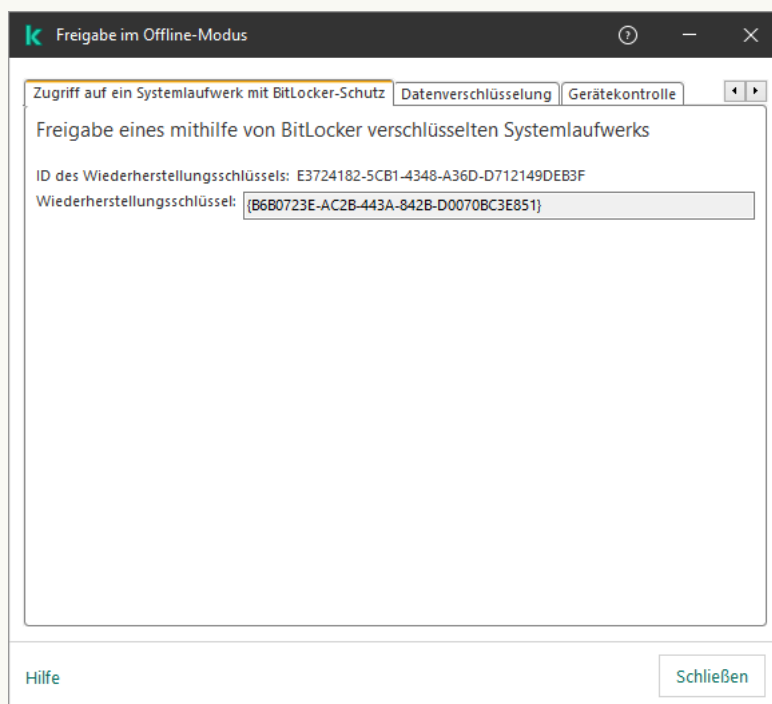 Freigabe im Offline-Modus
Zugriff auf ein Systemlaufwerk mit BitLocker-Schutz Datenverschlüsselung Gerätekontrolle
Freigabe eines mithilfe von BitLocker verschlüsselten Systemlaufwerks
ID des Wiederherstellungsschlüssels: E3724182-5CB1-4348-A36D-D712149DEB3F
Wiederherstellungsschlüssel: {B6B0723E-AC2B-443A-842B-D0070BC3E851}
Hilfe Schließen